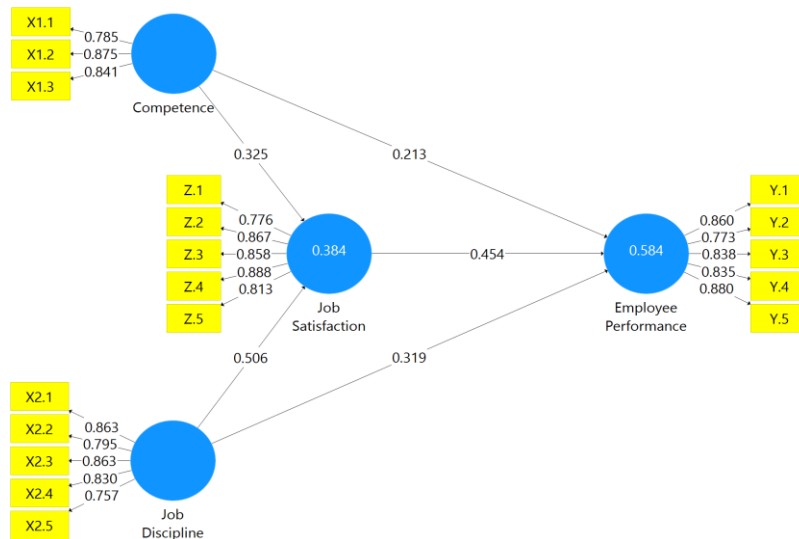 X1.1
X1.2
X1.3
0.785
0.875
0.841
Competence
0.325
0.213
Z.1
Z.2
Z.3
Z.4
Z.5
0.776
0.867
0.858
0.888
0.813
0.384
Job
Satisfaction
0.454
0.584
Employee
Performance
0.860
0.773
0.838
0.835
0.880
Y.1
Y.2
Y.3
Y.4
Y.5
0.506
0.319
X2.1
X2.2
X2.3
X2.4
X2.5
0.863
0.795
0.863
0.830
0.757
Job
Discipline